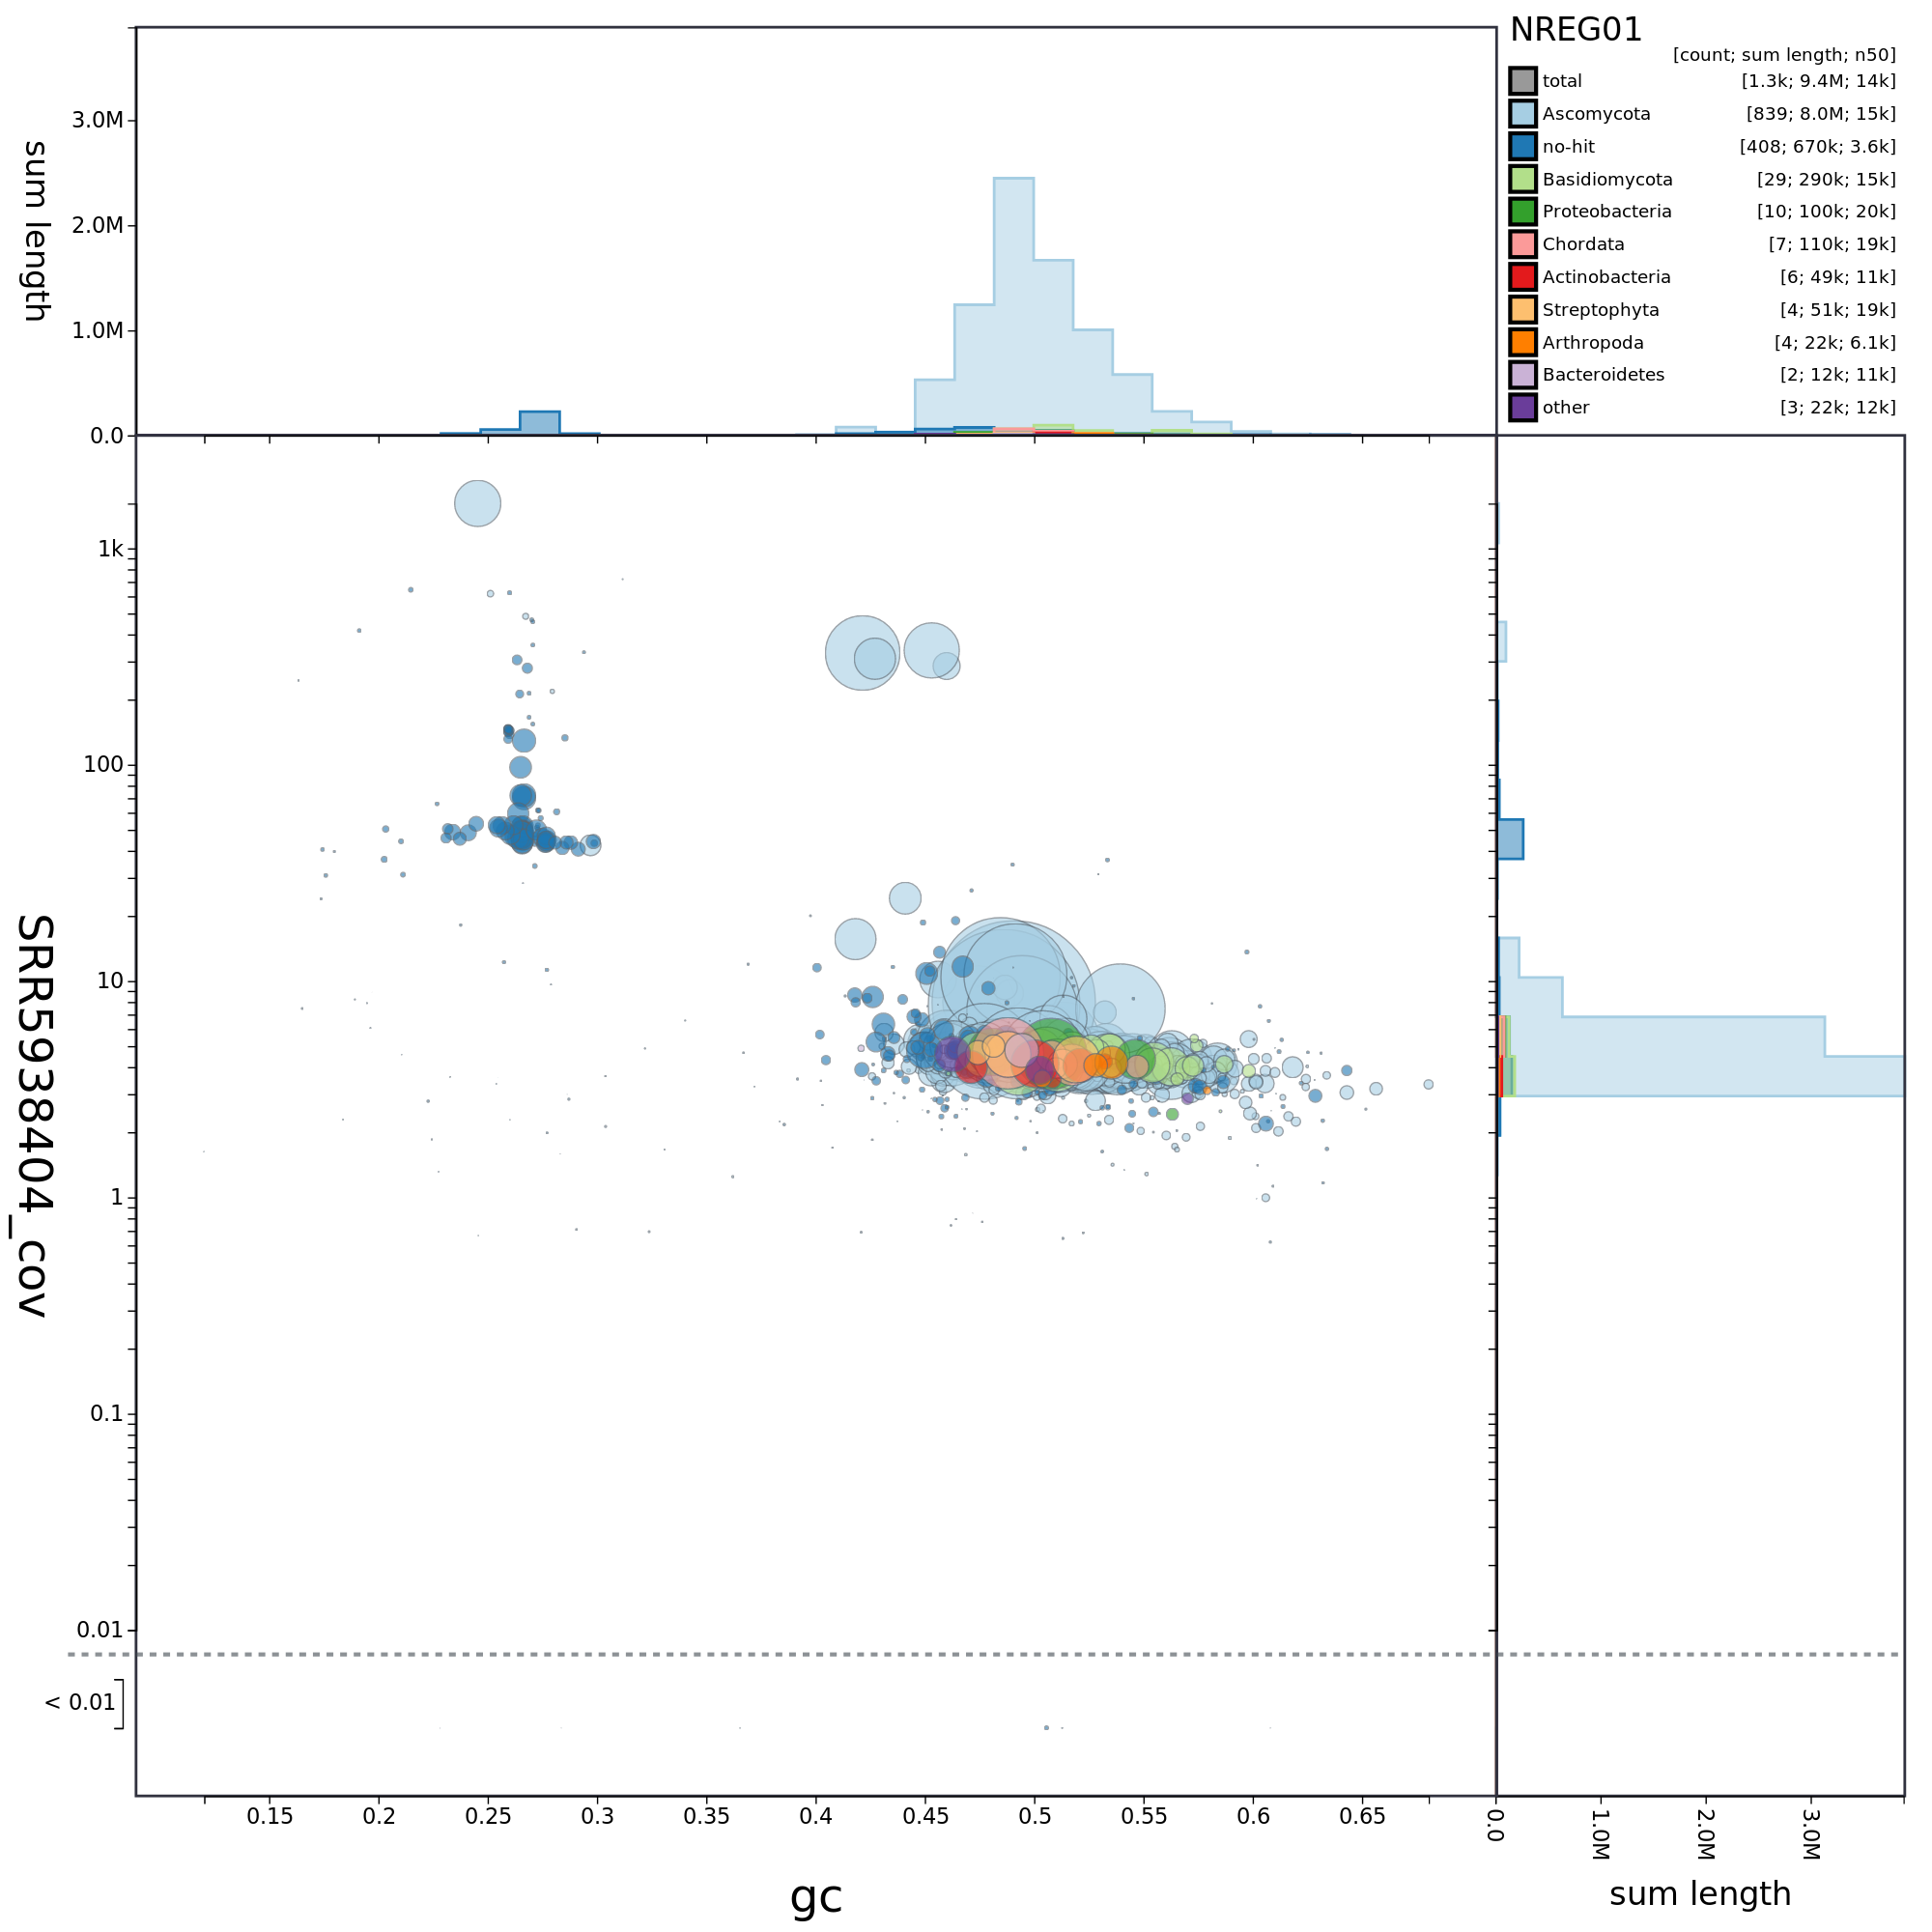 NREG01
[count; sum length; n50]
total [1.3k; 9.4M; 14k]
Ascomycota [839; 8.0M; 15k]
no-hit [408; 670k; 3.6k]
Basidiomycota [29; 290k; 15k]
Proteobacteria [10; 100k; 20k]
Chordata [7; 110k; 19k]
Actinobacteria [6; 49k; 11k]
Streptophyta [4; 51k; 19k]
Arthropoda [4; 22k; 6.1k]
Bacteroidetes [2; 12k; 11k]
other [3; 22k; 12k]
sum length
3.0M
2.0M
1.0M
0.0
SRR5938404_cov
1k
100
10
1
0.1
0.01
< 0.01
0.15 0.2 0.25 0.3 0.35 0.4 0.45 0.5 0.55 0.6 0.65
gc
0.0 1.0M 2.0M 3.0M
sum length